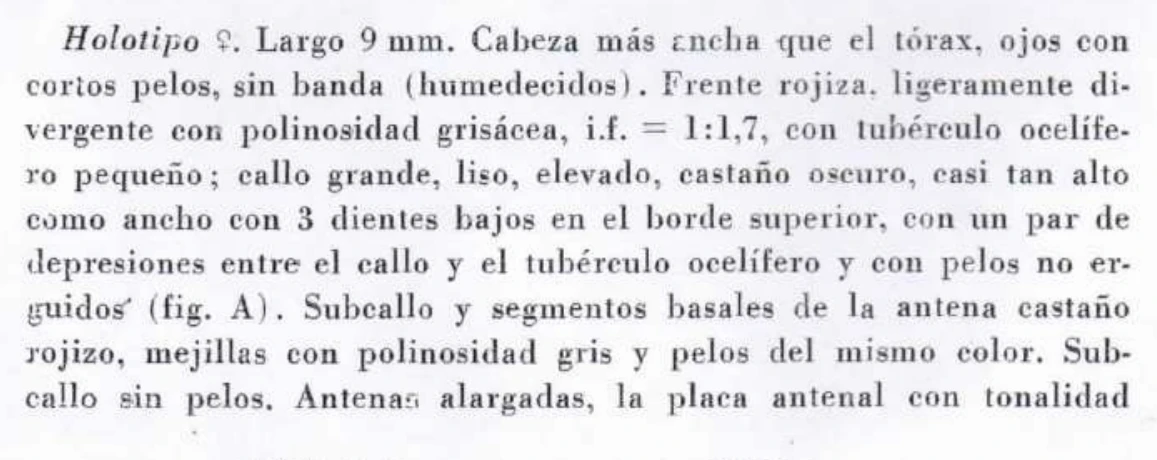 Holotipo ♀. Largo 9 mm. Cabeza más ancha que el tórax, ojos con
cortos pelos, sin banda (humedecidos). Frente rojiza, ligeramente di-
vergente con polinosidad grisácea, i.f. = 1:1,7, con tubérculo ocelífe-
ro pequeño; callo grande, liso, elevado, castaño oscuro, casi tan alto
como ancho con 3 dientes bajos en el borde superior, con un par de
depresiones entre el callo y el tubérculo ocelífero y con pelos no er-
guidos (fig. A). Subcallo y segmentos basales de la antena castaño
rojizo, mejillas con polinosidad gris y pelos del mismo color. Sub-
callo sin pelos. Antenas alargadas, la placa antenal con tonalidad